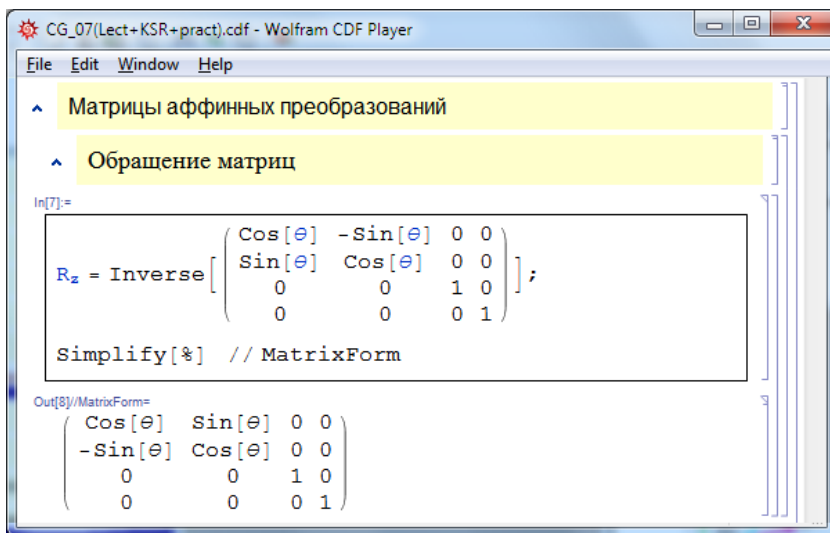 CG_07(Lect+KSR+pract).cdf - Wolfram CDF Player
File Edit Window Help
Матрицы аффинных преобразований
Обращение матриц
In[7]:=
R_z = Inverse[
Cos[θ] -Sin[θ] 0 0
Sin[θ] Cos[θ] 0 0
0 0 1 0
0 0 0 1
];
Simplify[%] // MatrixForm
Out[8]//MatrixForm=
Cos[θ] Sin[θ] 0 0
-Sin[θ] Cos[θ] 0 0
0 0 1 0
0 0 0 1